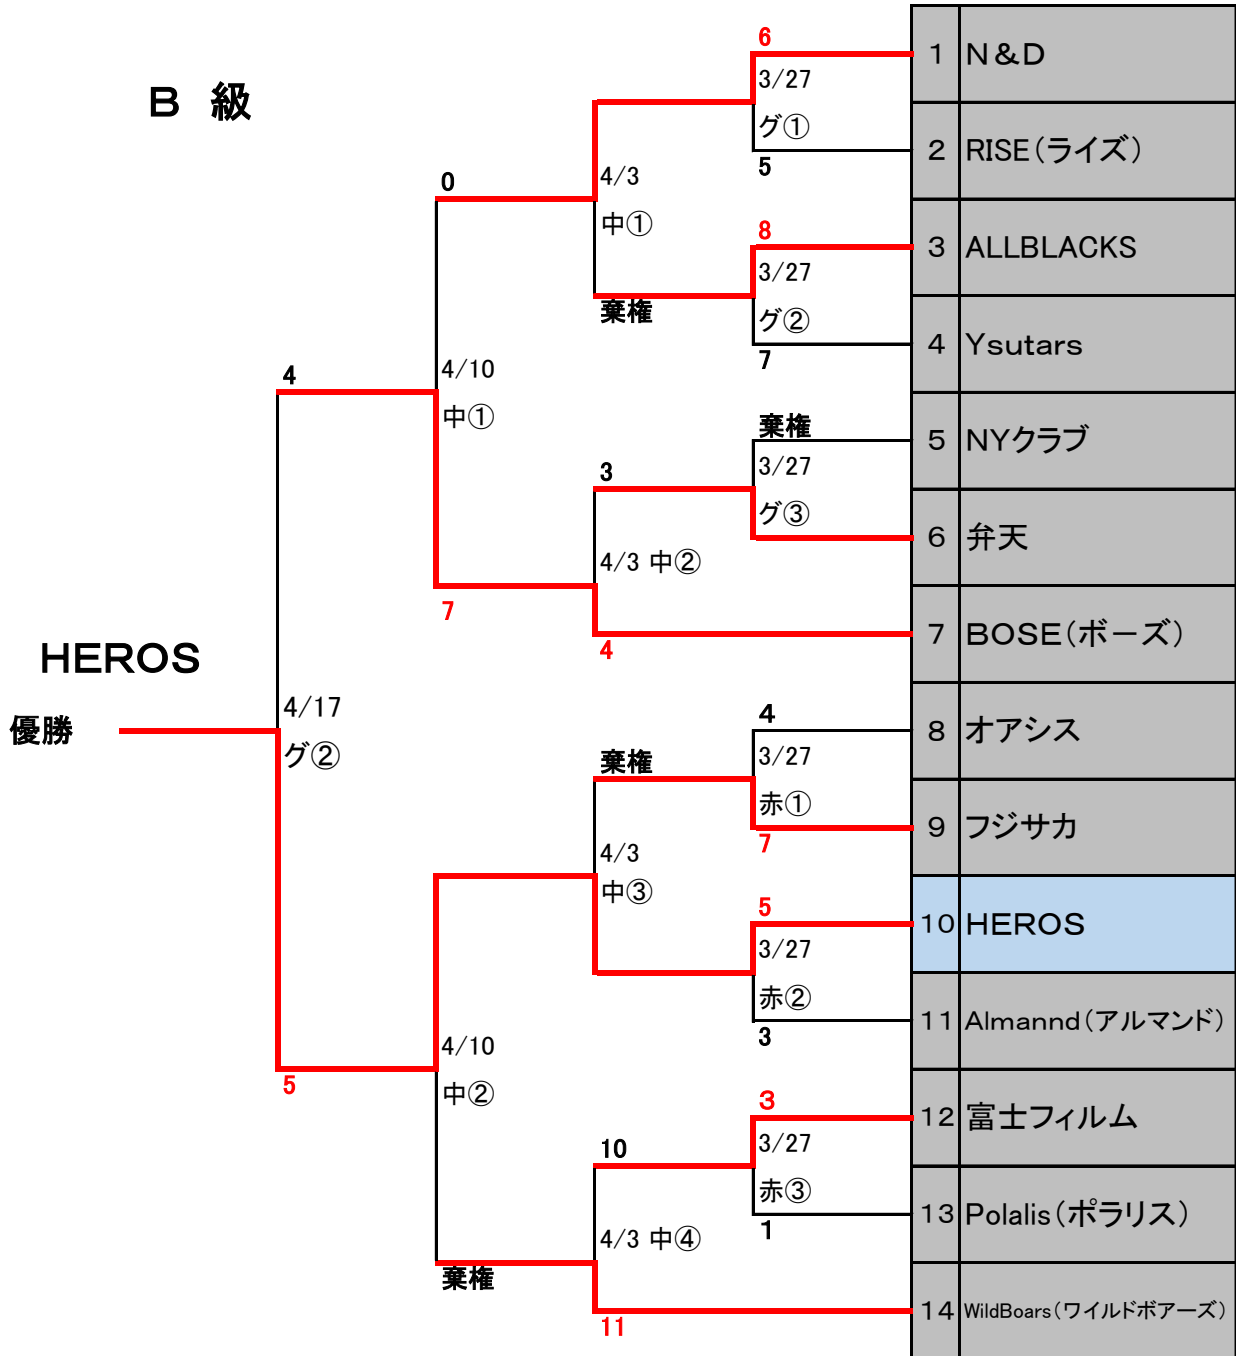 B 級
6
1 N&D
3/27
グ①
5
2 RISE(ライズ)
0
4/3
中①
8
3 ALLBLACKS
3/27
棄権
グ②
7
4 Ysutars
4
4/10
中①
棄権
5 NYクラブ
3
3/27
グ③
6 弁天
4/3 中②
7
4
7 BOSE(ボーズ)
HEROS
優勝
4/17
グ②
4
8 オアシス
棄権
3/27
赤①
7
9 フジサカ
4/3
中③
5
10 HEROS
3/27
赤②
3
11 Almannd(アルマンド)
4/10
中②
5
3
12 富士フィルム
10
3/27
赤③
1
13 Polalis(ポラリス)
4/3 中④
棄権
11
14 WildBoars(ワイルドボアーズ)